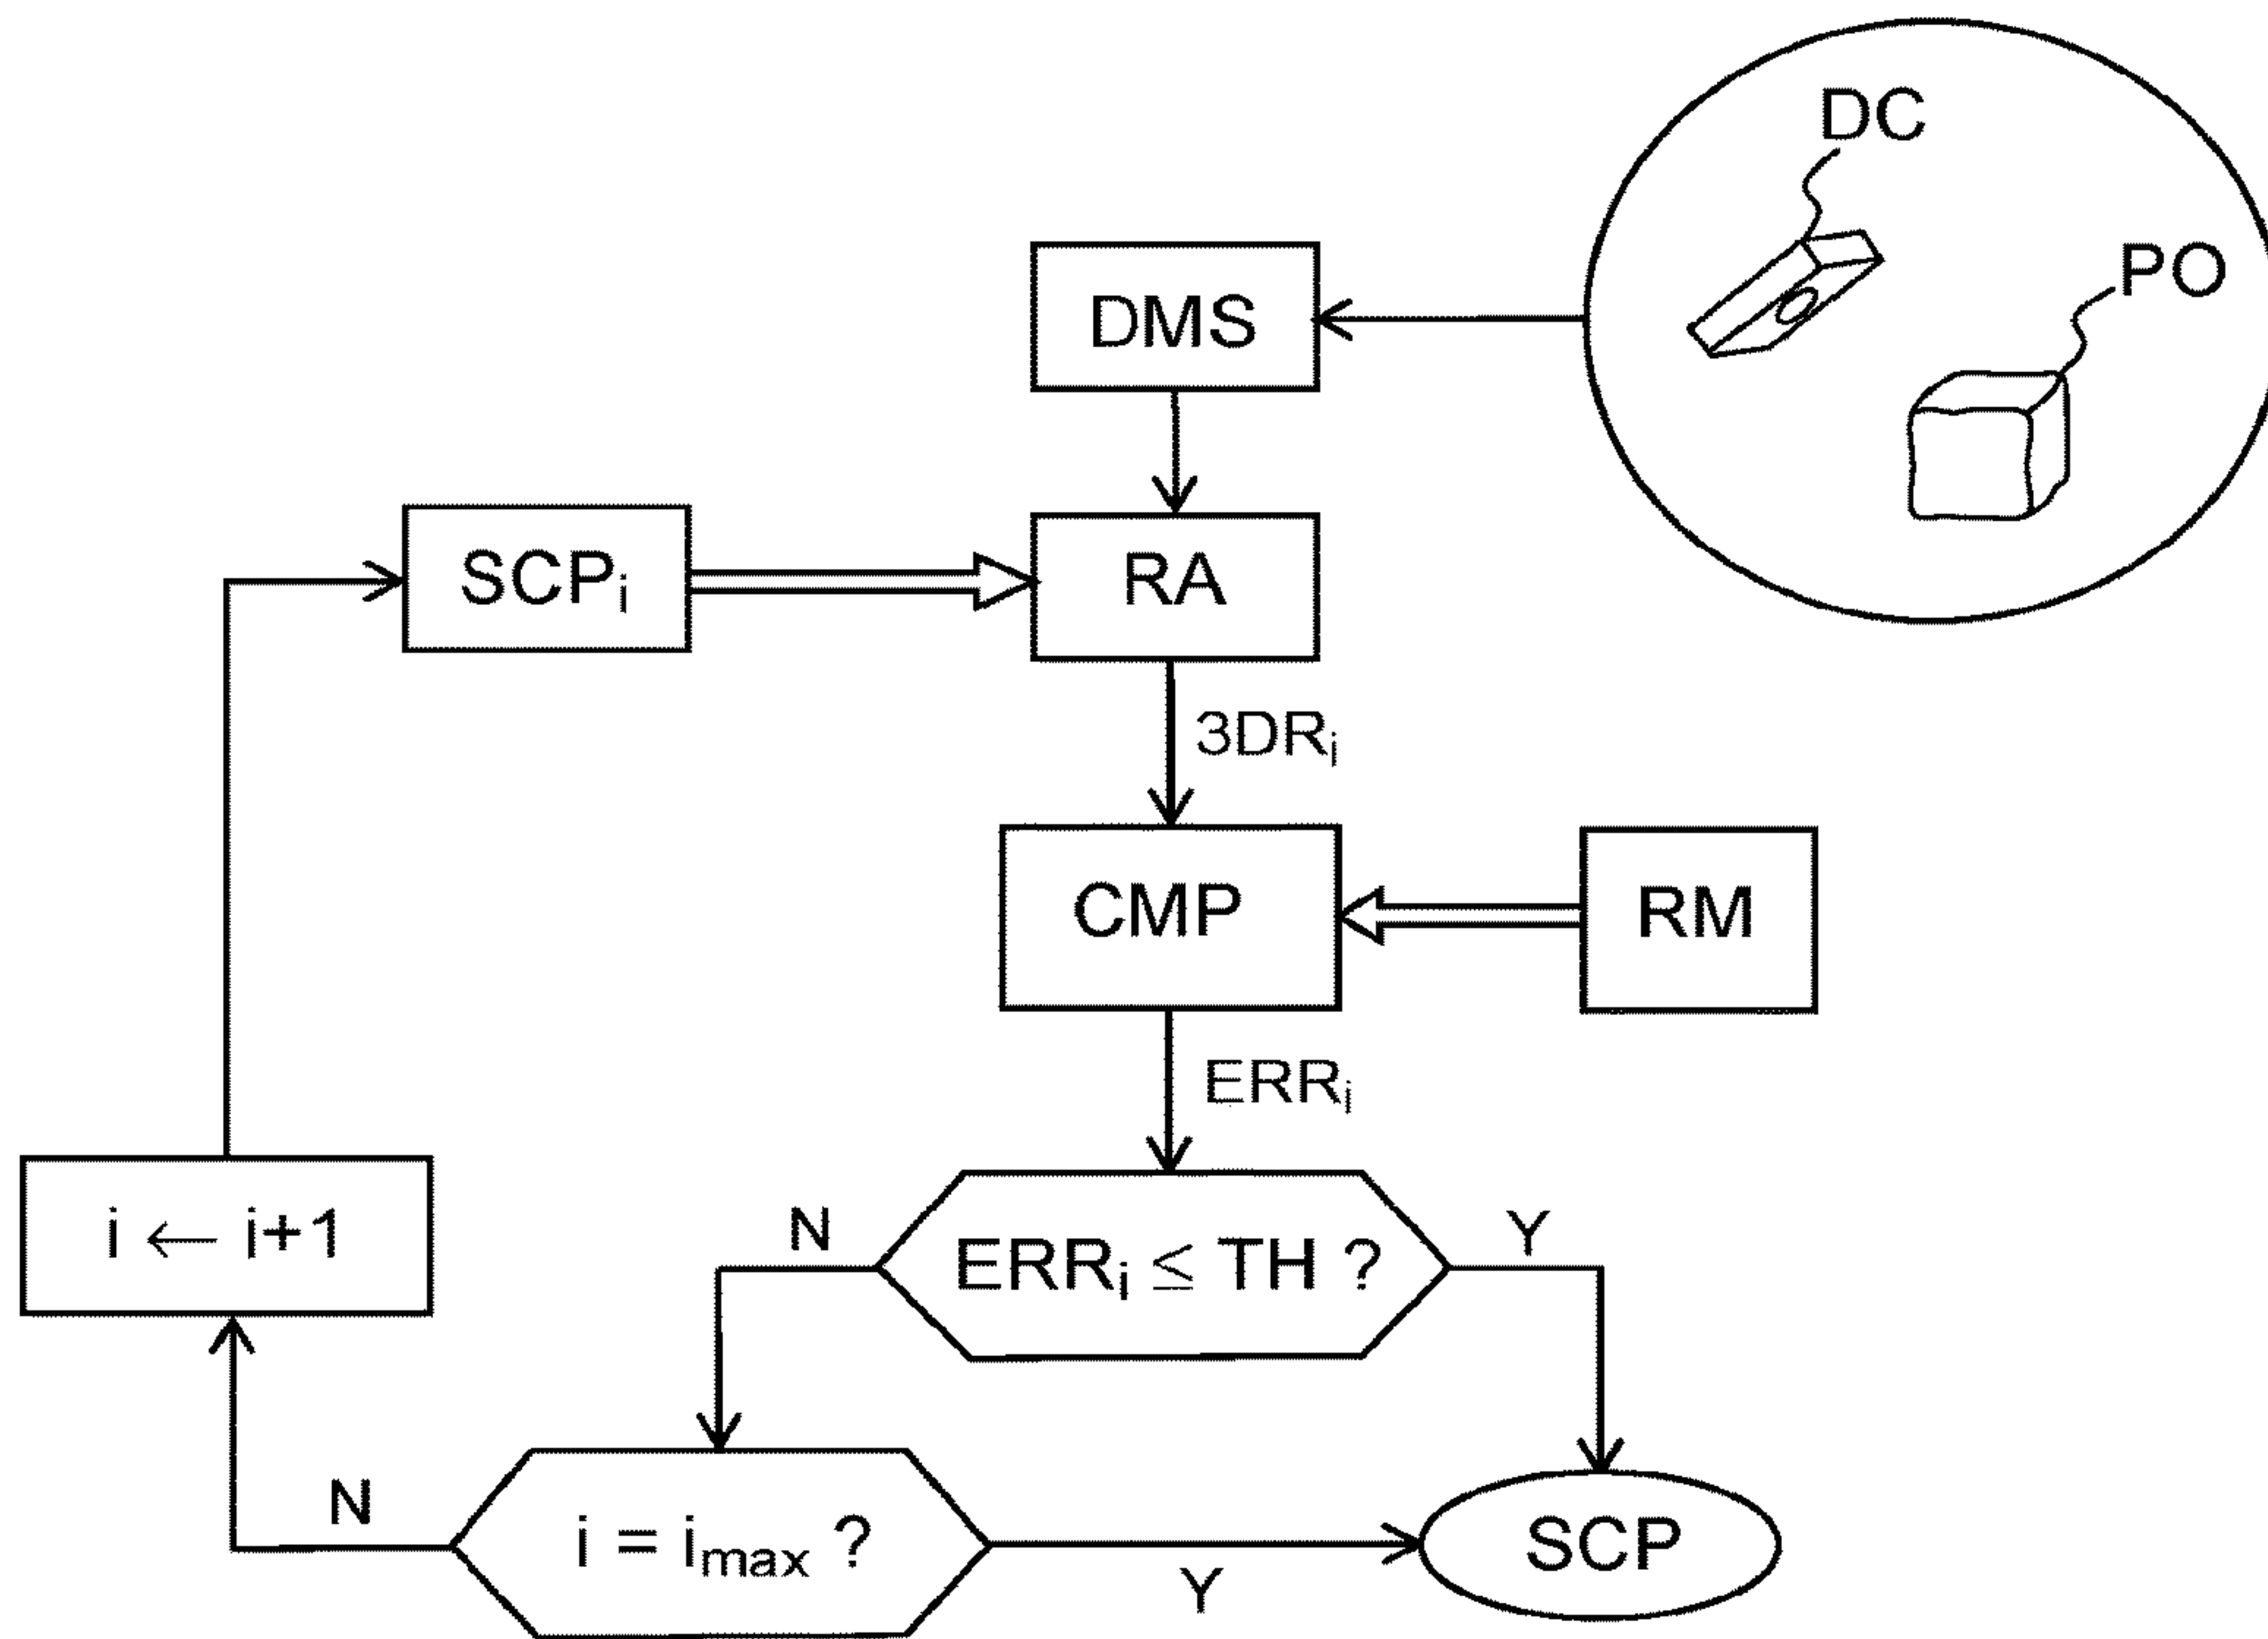 DC
PO
DMS
SCPi
RA
3DRi
CMP
RM
ERRi
i ← i+1
N
ERRi ≤ TH ?
Y
N
i = imax ?
Y
SCP